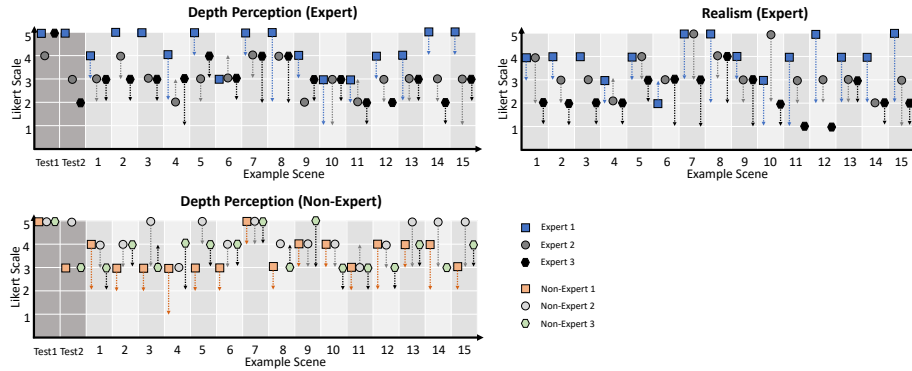 Depth Perception (Expert)
Likert Scale
5
4
3
2
1
Test1 Test2 1 2 3 4 5 6 7 8 9 10 11 12 13 14 15
Example Scene
Realism (Expert)
Likert Scale
5
4
3
2
1
1 2 3 4 5 6 7 8 9 10 11 12 13 14 15
Example Scene
Depth Perception (Non-Expert)
Likert Scale
5
4
3
2
1
Test1 Test2 1 2 3 4 5 6 7 8 9 10 11 12 13 14 15
Example Scene
Expert 1
Expert 2
Expert 3
Non-Expert 1
Non-Expert 2
Non-Expert 3